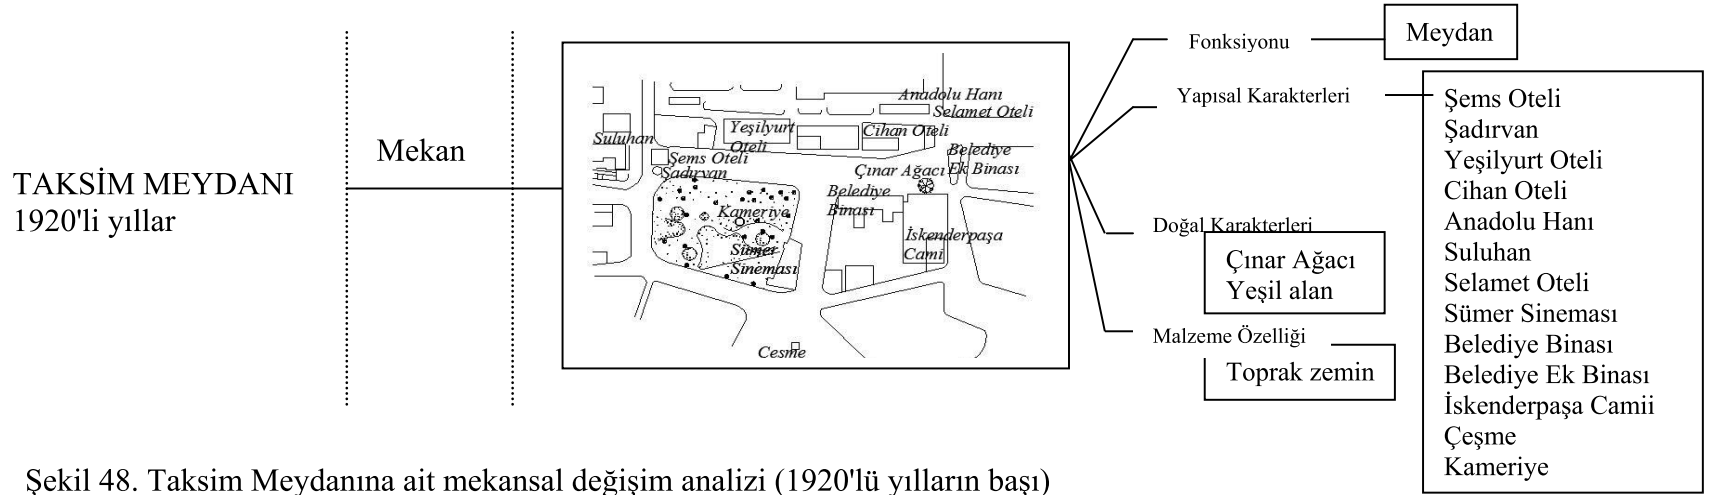 TAKSİM MEYDANI
1920'li yıllar
Mekan
Anadolu Hanı
Selamet Oteli
Yeşilyurt
Oteli
Cihan Oteli
Suluhan
Belediye
Ek Binası
Şems Oteli
Şadırvan
Çınar Ağacı
Belediye
Binası
Kameriye
İskenderpaşa
Cami
Sümer
Sineması
Cesme
Fonksiyonu
Meydan
Yapısal Karakterleri
Şems Oteli
Şadırvan
Yeşilyurt Oteli
Cihan Oteli
Anadolu Hanı
Suluhan
Selamet Oteli
Sümer Sineması
Belediye Binası
Belediye Ek Binası
İskenderpaşa Camii
Çeşme
Kameriye
Doğal Karakterleri
Çınar Ağacı
Yeşil alan
Malzeme Özelliği
Toprak zemin
Şekil 48. Taksim Meydanına ait mekansal değişim analizi (1920'lü yılların başı)